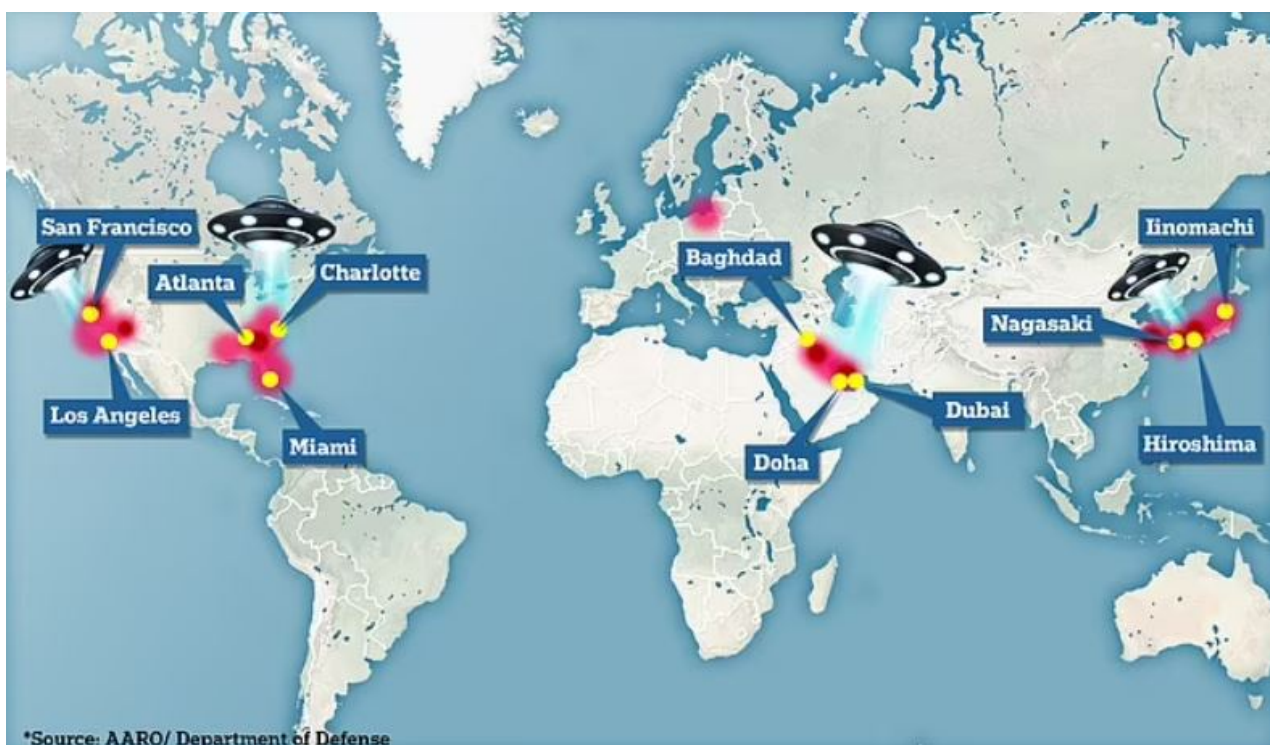 San Francisco
Atlanta
Charlotte
Los Angeles
Miami
Baghdad
Doha
Dubai
Iinomachi
Nagasaki
Hiroshima
*Source: AARO/ Department of Defense